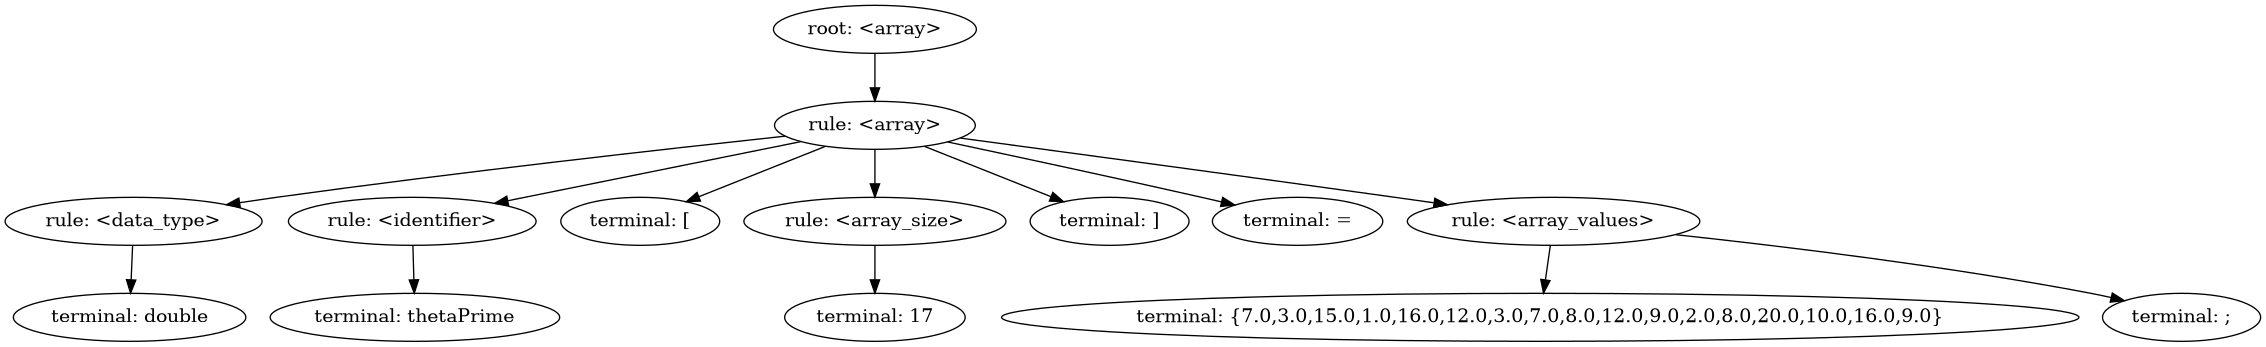 root: <array>
rule: <array>
rule: <data_type>
rule: <identifier>
terminal: [
rule: <array_size>
terminal: ]
terminal: =
rule: <array_values>
terminal: double
terminal: thetaPrime
terminal: 17
terminal: {7.0,3.0,15.0,1.0,16.0,12.0,3.0,7.0,8.0,12.0,9.0,2.0,8.0,20.0,10.0,16.0,9.0}
terminal: ;